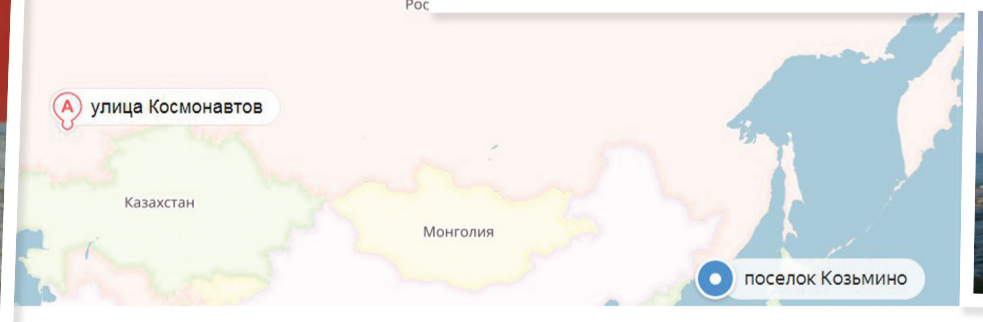 Рос
А улица Космонавтов
Казахстан
Монголия
поселок Козьмино